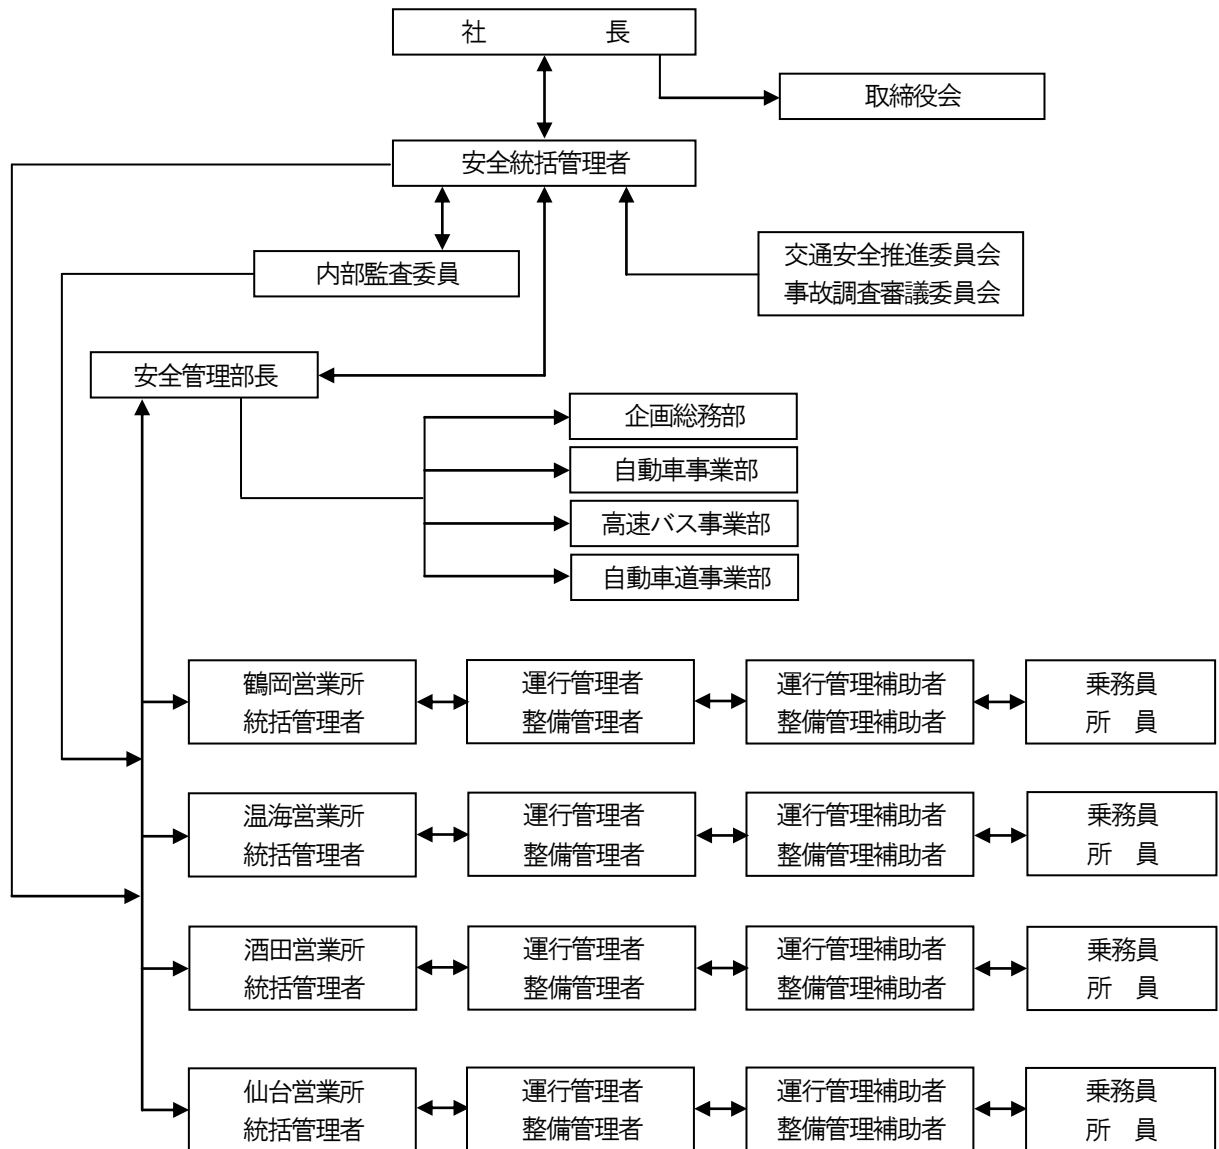 社　　　　　長
取締役会
安全統括管理者
交通安全推進委員会
事故調査審議委員会
内部監査委員
安全管理部長
企画総務部
自動車事業部
高速バス事業部
自動車道事業部
鶴岡営業所
統括管理者
運行管理者
整備管理者
運行管理補助者
整備管理補助者
乗務員
所　員
温海営業所
統括管理者
運行管理者
整備管理者
運行管理補助者
整備管理補助者
乗務員
所　員
酒田営業所
統括管理者
運行管理者
整備管理者
運行管理補助者
整備管理補助者
乗務員
所　員
仙台営業所
統括管理者
運行管理者
整備管理者
運行管理補助者
整備管理補助者
乗務員
所　員